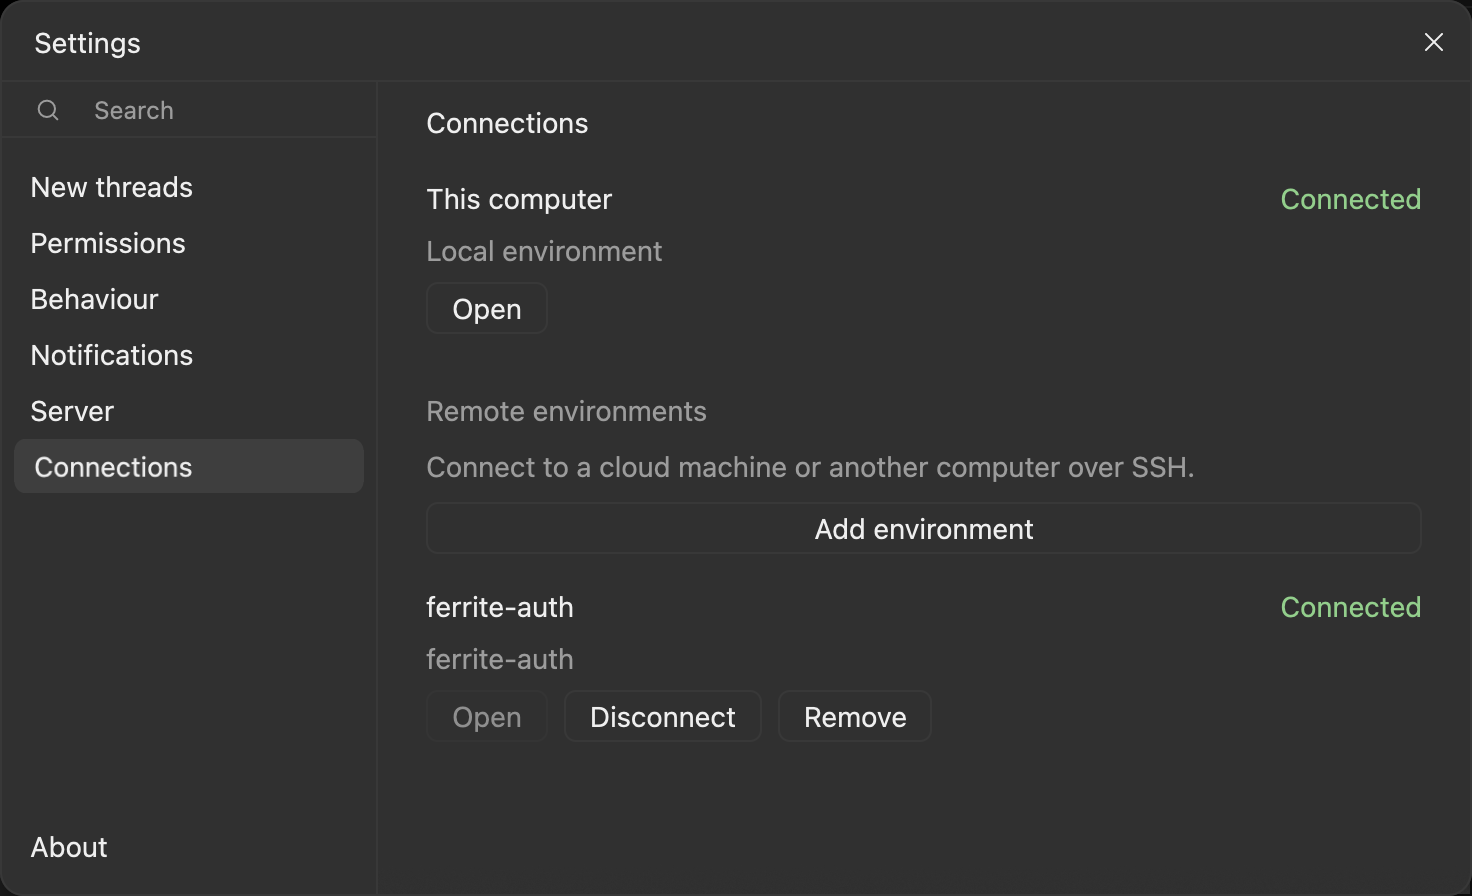 Settings
Search
New threads
Permissions
Behaviour
Notifications
Server
Connections
About
Connections
This computer
Connected
Local environment
Open
Remote environments
Connect to a cloud machine or another computer over SSH.
Add environment
ferrite-auth
Connected
ferrite-auth
Open
Disconnect
Remove